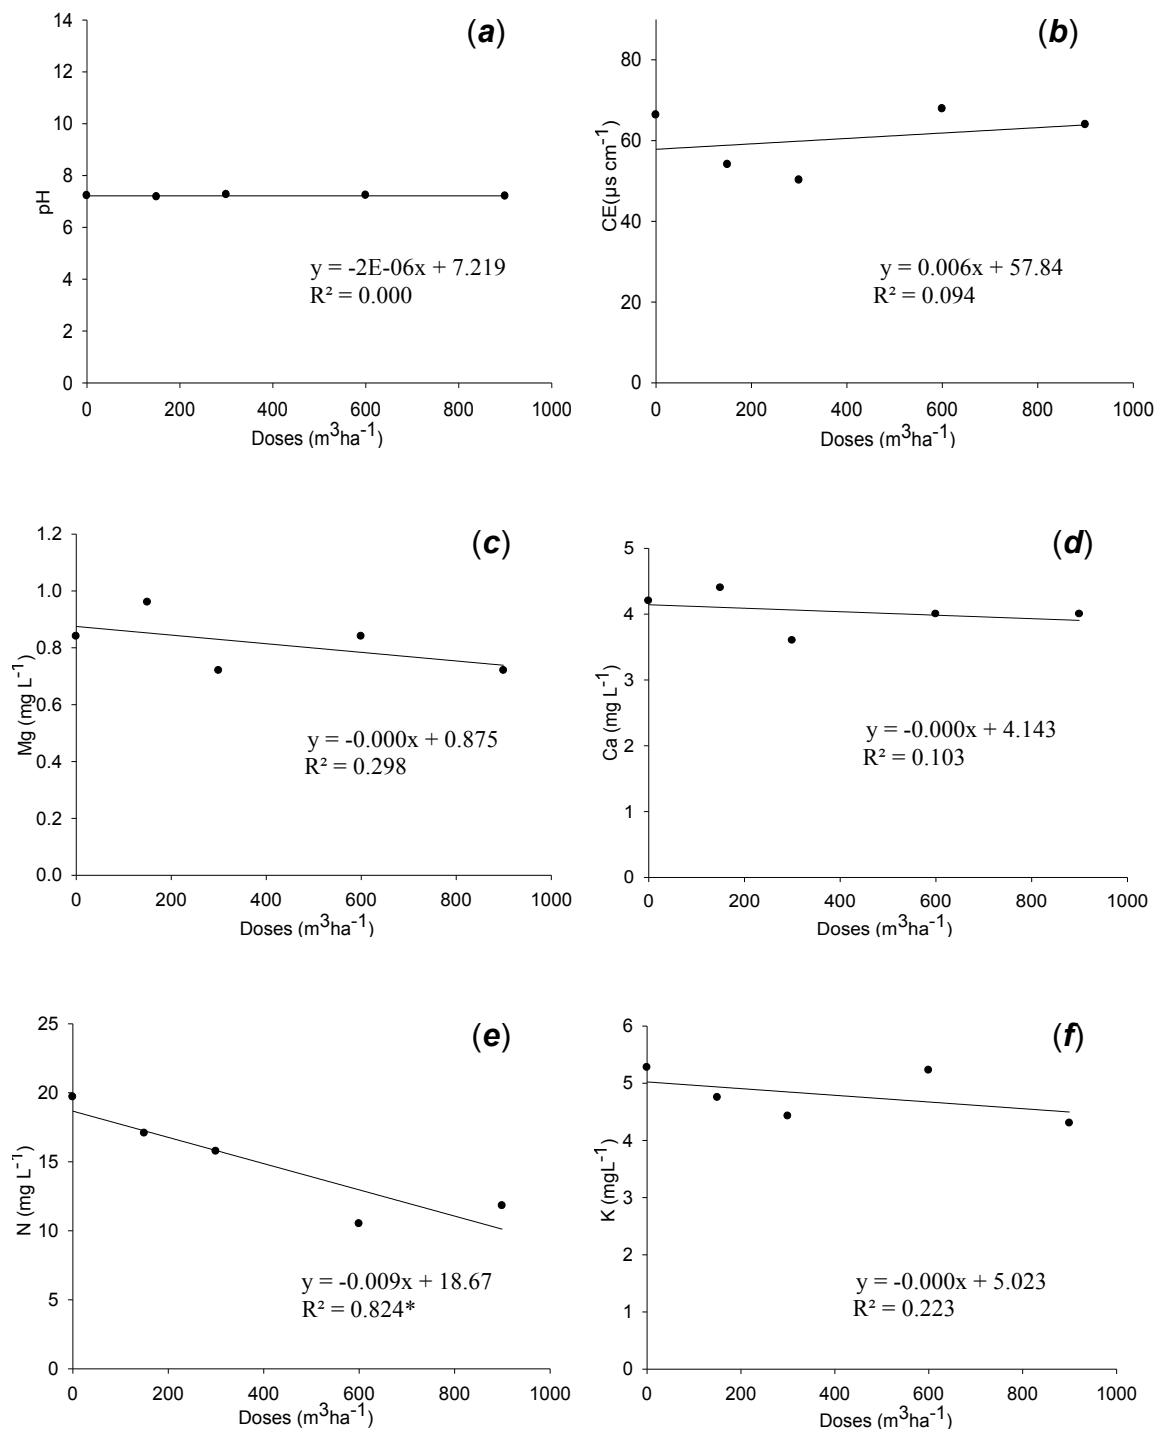 (a)
14
12
10
8
6
4
2
0
pH
y = -2E-06x + 7.219
R² = 0.000
0 200 400 600 800 1000
Doses (m³ha⁻¹)
(b)
80
60
40
20
0
CE(µs cm⁻¹)
y = 0.006x + 57.84
R² = 0.094
0 200 400 600 800 1000
Doses (m³ha⁻¹)
(c)
1.2
1.0
0.8
0.6
0.4
0.2
0.0
Mg (mg L⁻¹)
y = -0.000x + 0.875
R² = 0.298
0 200 400 600 800 1000
Doses (m³ha⁻¹)
(d)
5
4
3
2
1
0
Ca (mg L⁻¹)
y = -0.000x + 4.143
R² = 0.103
0 200 400 600 800 1000
Doses (m³ha⁻¹)
(e)
25
20
15
10
5
0
N (mg L⁻¹)
y = -0.009x + 18.67
R² = 0.824*
0 200 400 600 800 1000
Doses (m³ha⁻¹)
(f)
6
5
4
3
2
1
0
K (mgL⁻¹)
y = -0.000x + 5.023
R² = 0.223
0 200 400 600 800 1000
Doses (m³ha⁻¹)